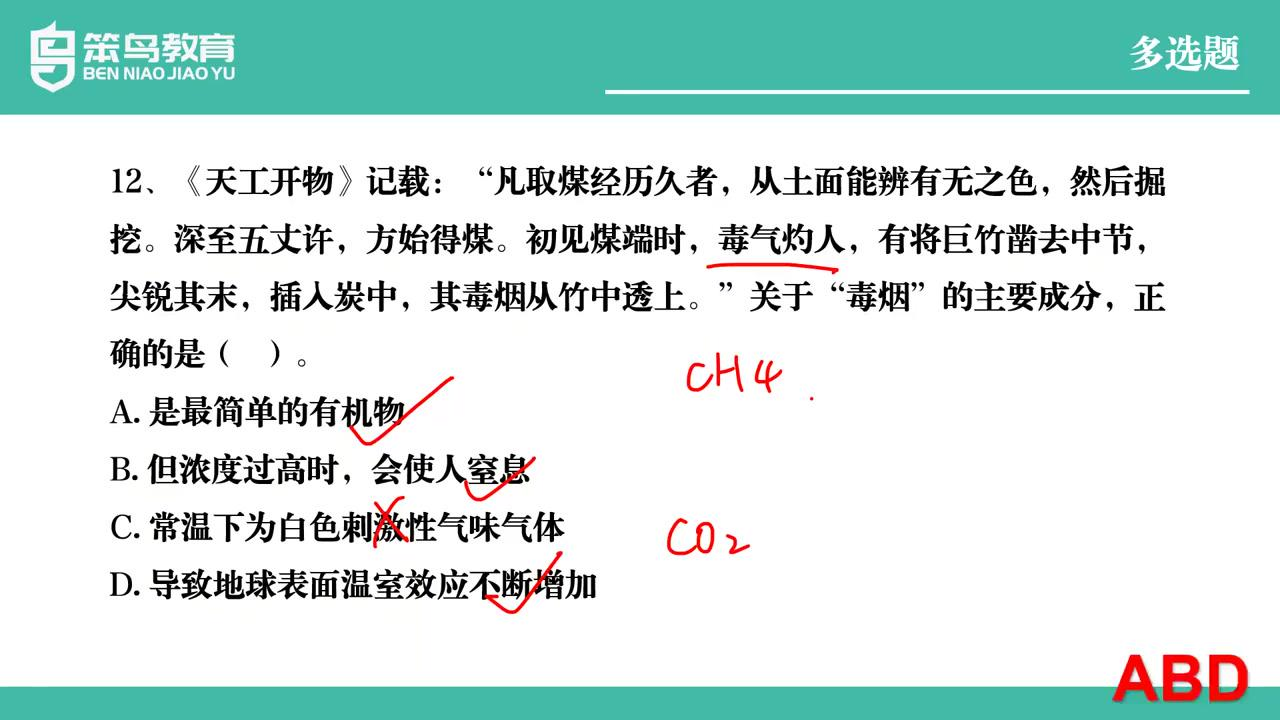 笨鸟教育
BEN NIAO JIAO YU
多选题
12、《天工开物》记载：“凡取煤经历久者，从土面能辨有无之色，然后掘
挖。深至五丈许，方始得煤。初见煤端时，毒气灼人，有将巨竹凿去中节，
尖锐其末，插入炭中，其毒烟从竹中透上。”关于“毒烟”的主要成分，正
确的是（ ）。
CH4
A. 是最简单的有机物
B. 但浓度过高时，会使人窒息
C. 常温下为白色刺激性气味气体
CO2
D. 导致地球表面温室效应不断增加
ABD